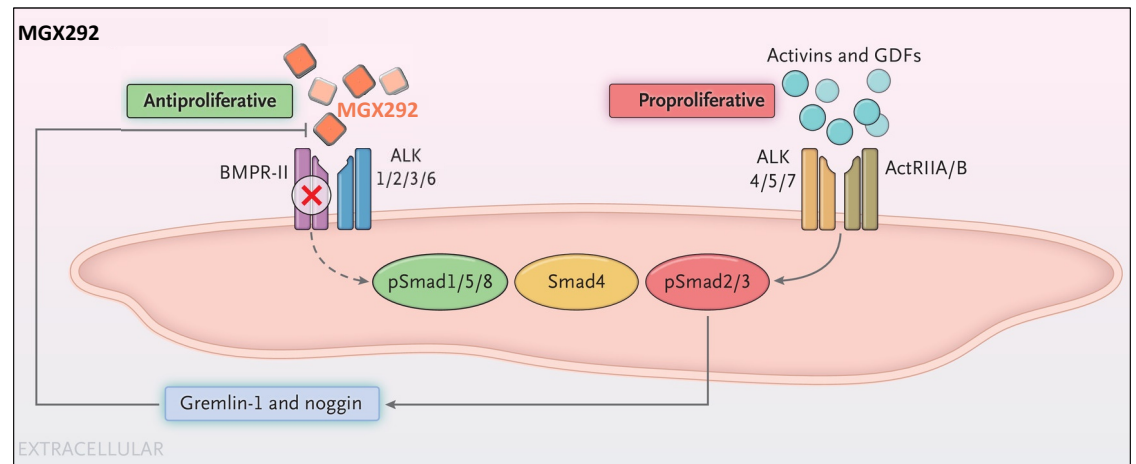 MGX292
Activins and GDFs
Antiproliferative
MGX292
Proproliferative
BMPR-II
ALK
1/2/3/6
ALK
4/5/7
ActRIIA/B
pSmad1/5/8
Smad4
pSmad2/3
Gremlin-1 and noggin
EXTRACELLULAR